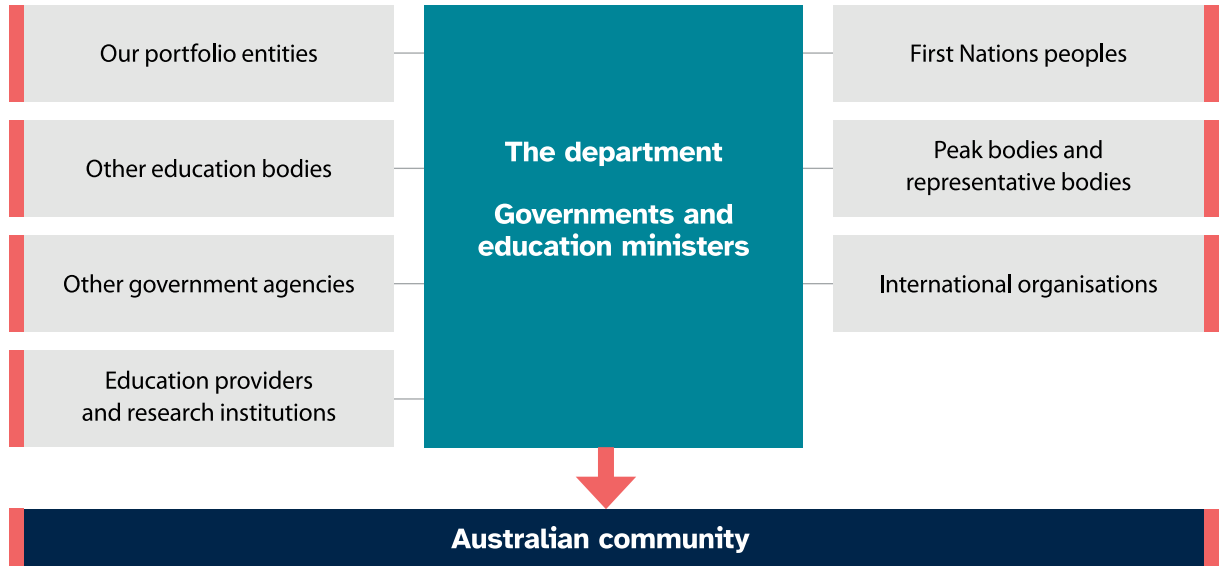 Our portfolio entities
Other education bodies
Other government agencies
Education providers
and research institutions
The department
Governments and
education ministers
First Nations peoples
Peak bodies and
representative bodies
International organisations
Australian community